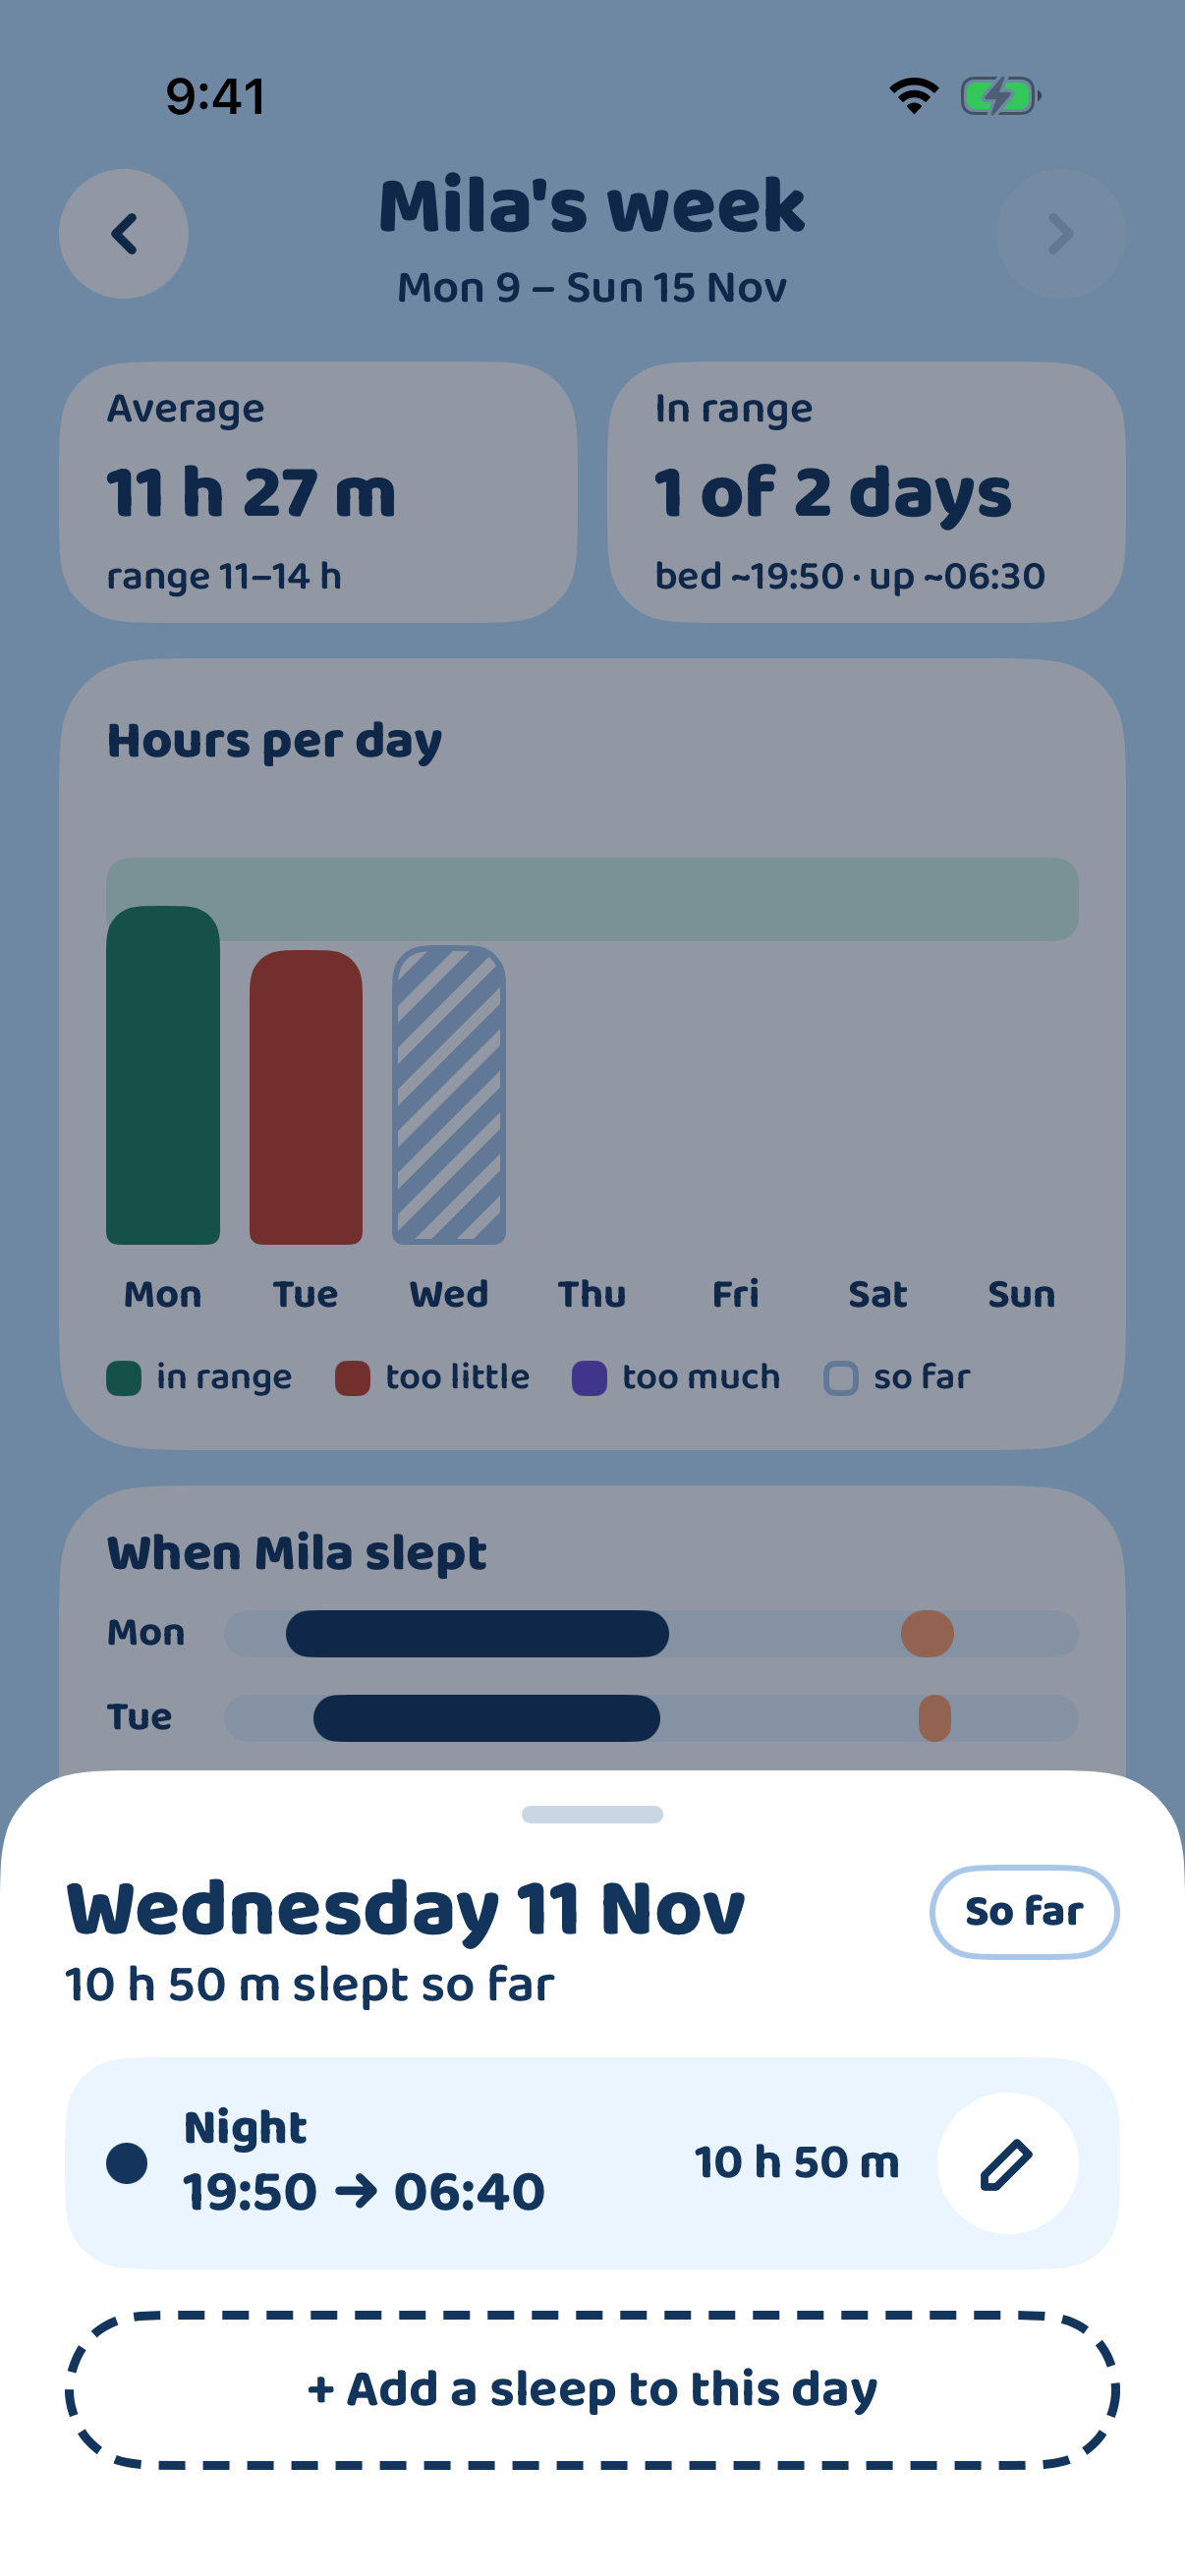 9:41
Mila's week
Mon 9 – Sun 15 Nov
Average
11 h 27 m
range 11–14 h
In range
1 of 2 days
bed ~19:50 · up ~06:30
Hours per day
Mon Tue Wed Thu Fri Sat Sun
in range too little too much so far
When Mila slept
Mon
Tue
Wednesday 11 Nov
So far
10 h 50 m slept so far
Night
19:50 → 06:40
10 h 50 m
+ Add a sleep to this day